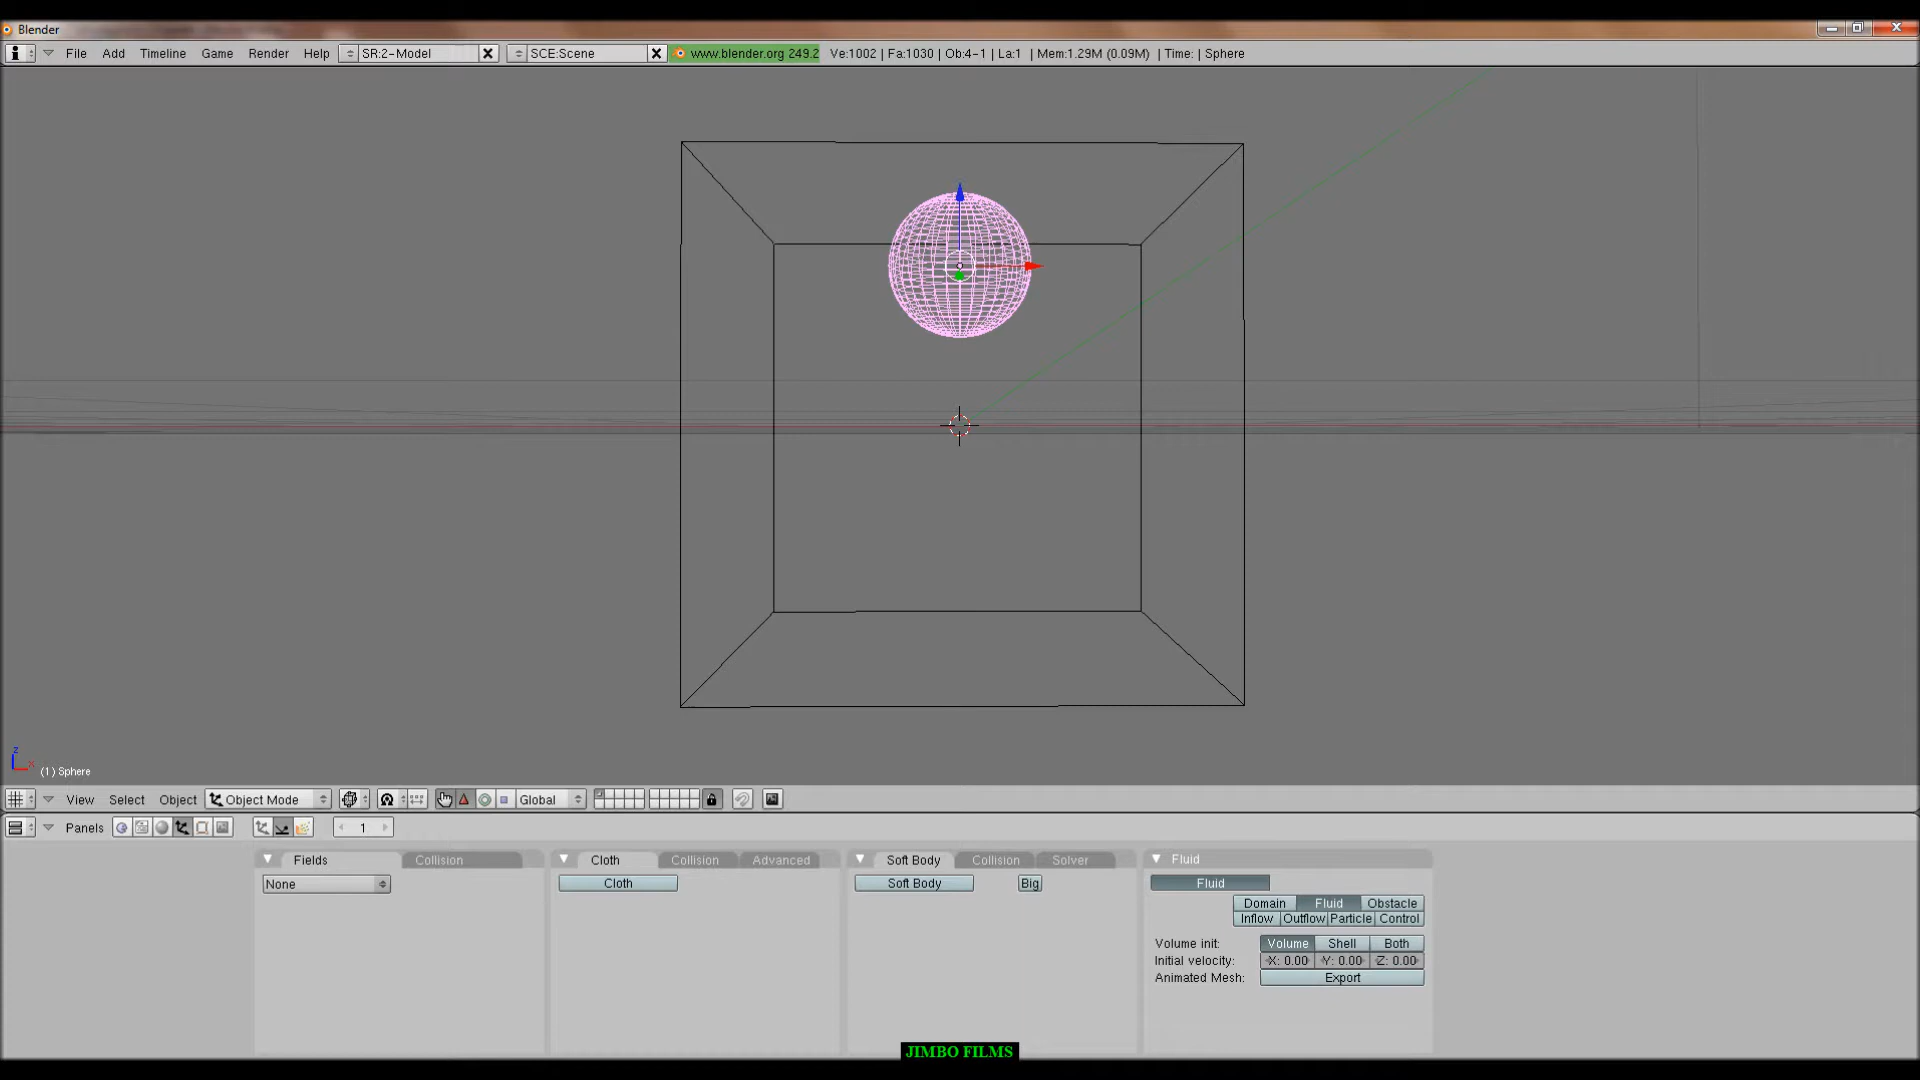 Blender
File Add Timeline Game Render Help SR:2-Model SCE:Scene www.blender.org 249.2 Ve:1002 | Fa:1030 | Ob:4-1 | La:1 | Mem:1.29M (0.09M) | Time: | Sphere
z
x
(1) Sphere
View Select Object Object Mode Global
Panels 1
Fields Collision Cloth Collision Advanced Soft Body Collision Solver Fluid
None Cloth Soft Body Big Fluid
Domain Fluid Obstacle
Inflow Outflow Particle Control
Volume init: Volume Shell Both
Initial velocity: X: 0.00 Y: 0.00 Z: 0.00
Animated Mesh: Export
JIMBO FILMS